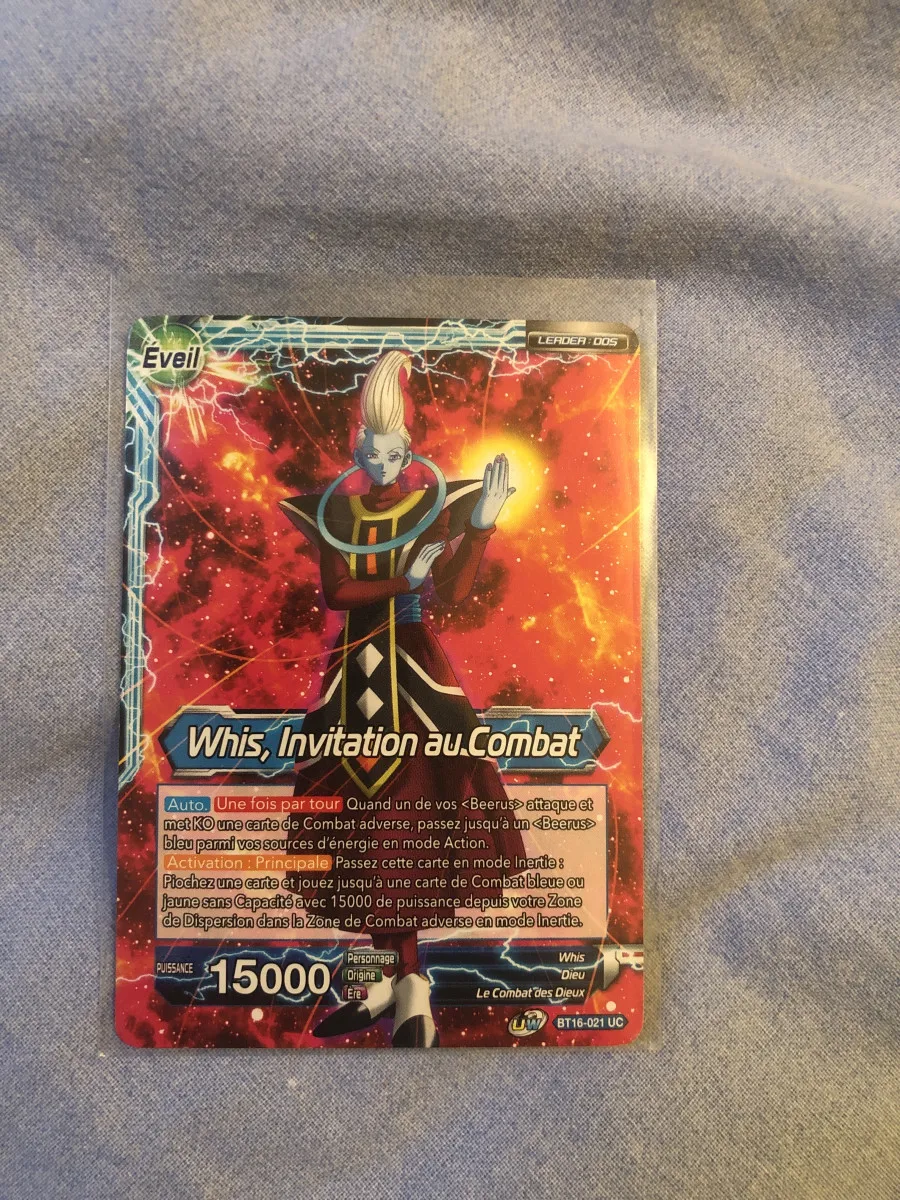 Éveil
LEADER : DOS
Whis, Invitation au Combat
Auto. Une fois par tour Quand un de vos <Beerus> attaque et
met KO une carte de Combat adverse, passez jusqu'à un <Beerus>
bleu parmi vos sources d'énergie en mode Action.
Activation : Principale Passez cette carte en mode Inertie :
Piochez une carte et jouez jusqu'à une carte de Combat bleue ou
jaune sans Capacité avec 15000 de puissance depuis votre Zone
de Dispersion dans la Zone de Combat adverse en mode Inertie.
PUISSANCE
15000
Personnage
Whis
Origine
Dieu
Ère
Le Combat des Dieux
UW
BT16-021 UC